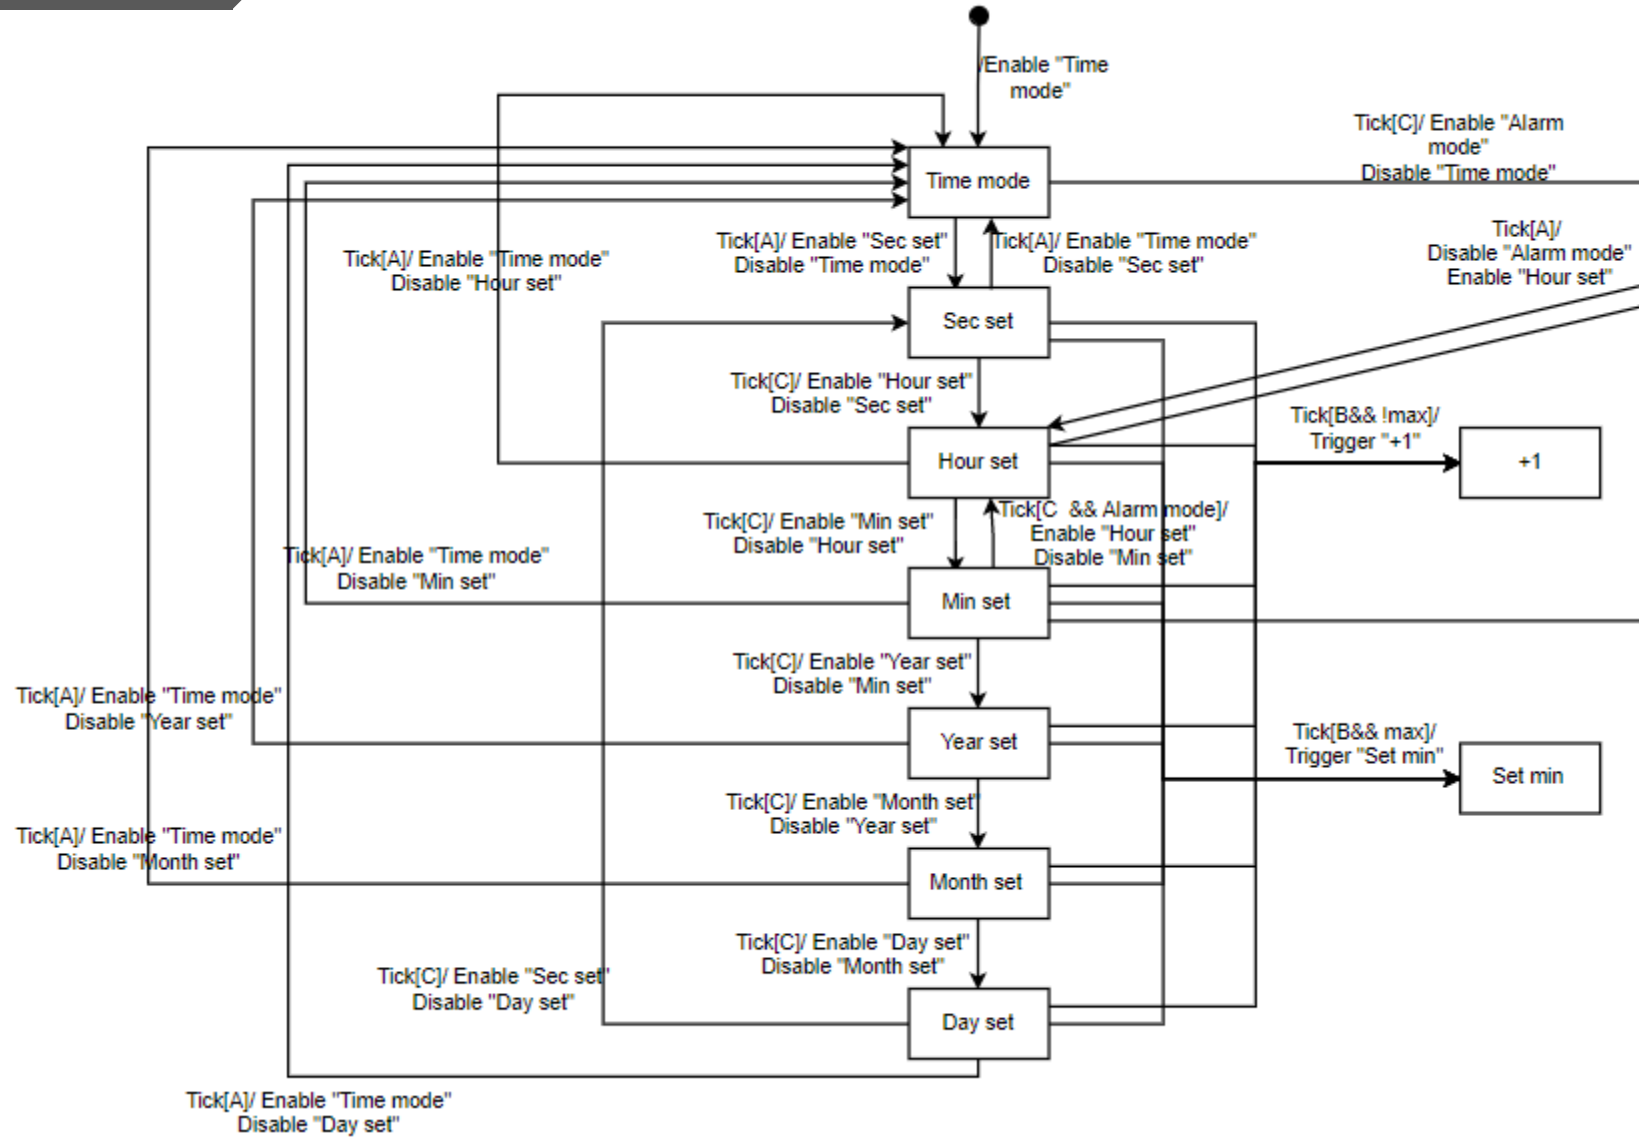 /Enable "Time
mode"
Tick[C]/ Enable "Alarm
mode"
Disable "Time mode"
Time mode
Tick[A]/ Enable "Sec set"
Disable "Time mode"
Tick[A]/ Enable "Time mode"
Disable "Sec set"
Tick[A]/
Disable "Alarm mode"
Enable "Hour set"
Tick[A]/ Enable "Time mode"
Disable "Hour set"
Sec set
Tick[C]/ Enable "Hour set"
Disable "Sec set"
Tick[B&& !max]/
Trigger "+1"
+1
Hour set
Tick[C]/ Enable "Min set"
Disable "Hour set"
Tick[C  && Alarm mode]/
Enable "Hour set"
Disable "Min set"
Tick[A]/ Enable "Time mode"
Disable "Min set"
Min set
Tick[C]/ Enable "Year set"
Disable "Min set"
Tick[A]/ Enable "Time mode"
Disable "Year set"
Year set
Tick[B&& max]/
Trigger "Set min"
Set min
Tick[C]/ Enable "Month set"
Disable "Year set"
Tick[A]/ Enable "Time mode"
Disable "Month set"
Month set
Tick[C]/ Enable "Day set"
Disable "Month set"
Tick[C]/ Enable "Sec set"
Disable "Day set"
Day set
Tick[A]/ Enable "Time mode"
Disable "Day set"